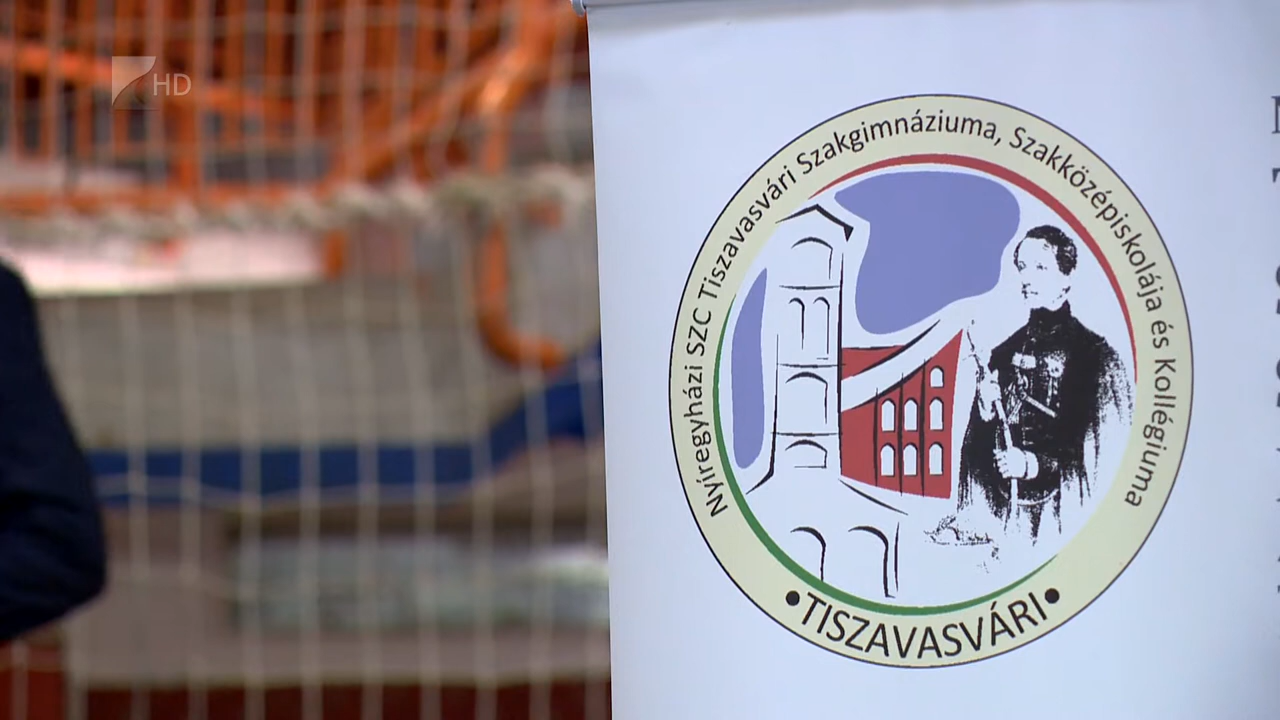 HD
Nyíregyházi SZC Tiszavasvári Szakgimnáziuma, Szakközépiskolája és Kollégiuma
•TISZAVASVÁRI•